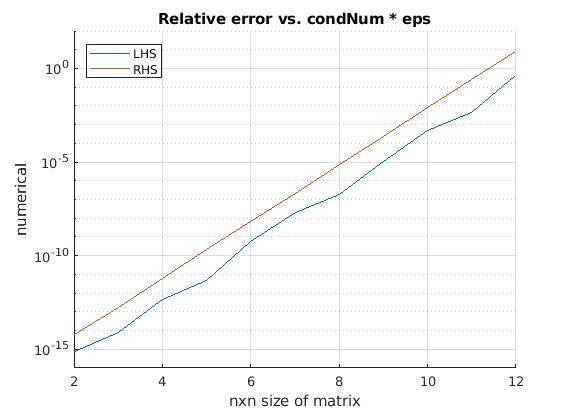 Relative error vs. condNum * eps
LHS
RHS
10^0
10^-5
10^-10
10^-15
numerical
2 4 6 8 10 12
nxn size of matrix